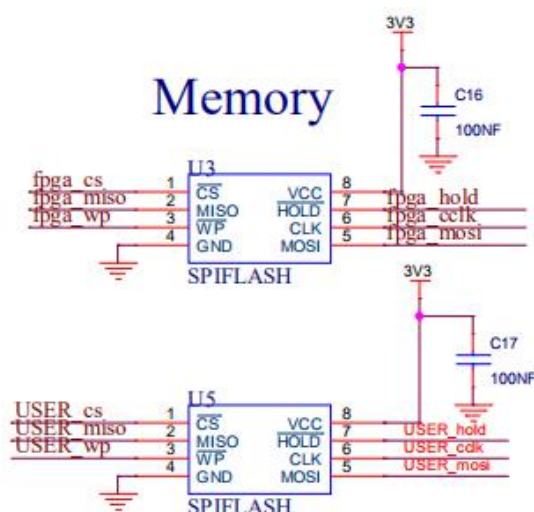 3V3
Memory
C16
100NF
U3
fpga_cs 1 CS VCC 8
fpga_miso 2 MISO HOLD 7 fpga_hold
fpga_wp 3 WP CLK 6 fpga_cclk
4 GND MOSI 5 fpga_mosi
SPIFLASH
3V3
C17
100NF
U5
USER_cs 1 CS VCC 8
USER_miso 2 MISO HOLD 7 USER_hold
USER_wp 3 WP CLK 6 USER_cclk
4 GND MOSI 5 USER_mosi
SPIFLASH